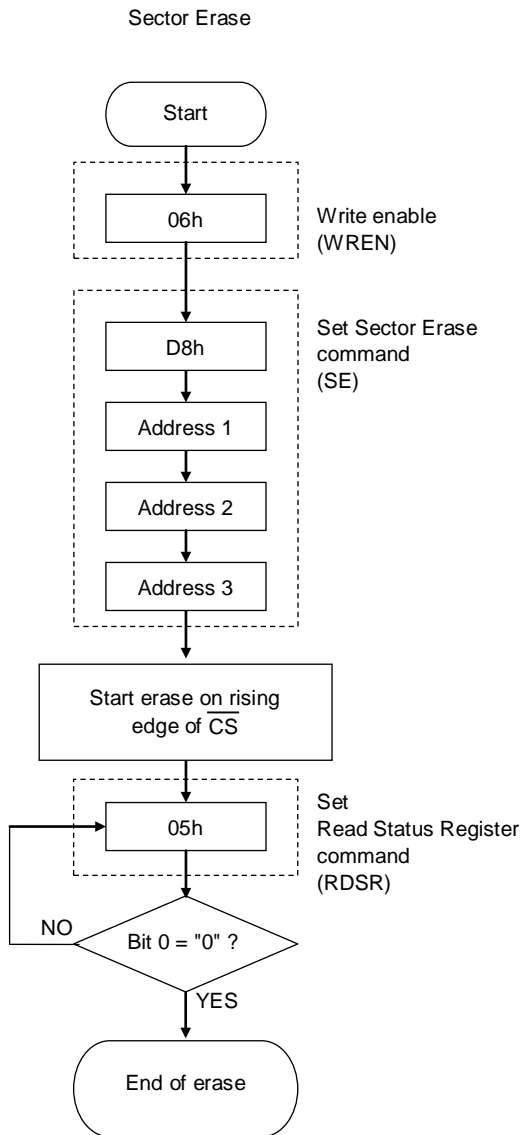 Sector Erase
Start
06h
Write enable
(WREN)
D8h
Set Sector Erase
command
(SE)
Address 1
Address 2
Address 3
Start erase on rising
edge of C̅S̅
05h
Set
Read Status Register
command
(RDSR)
NO
Bit 0 = "0" ?
YES
End of erase